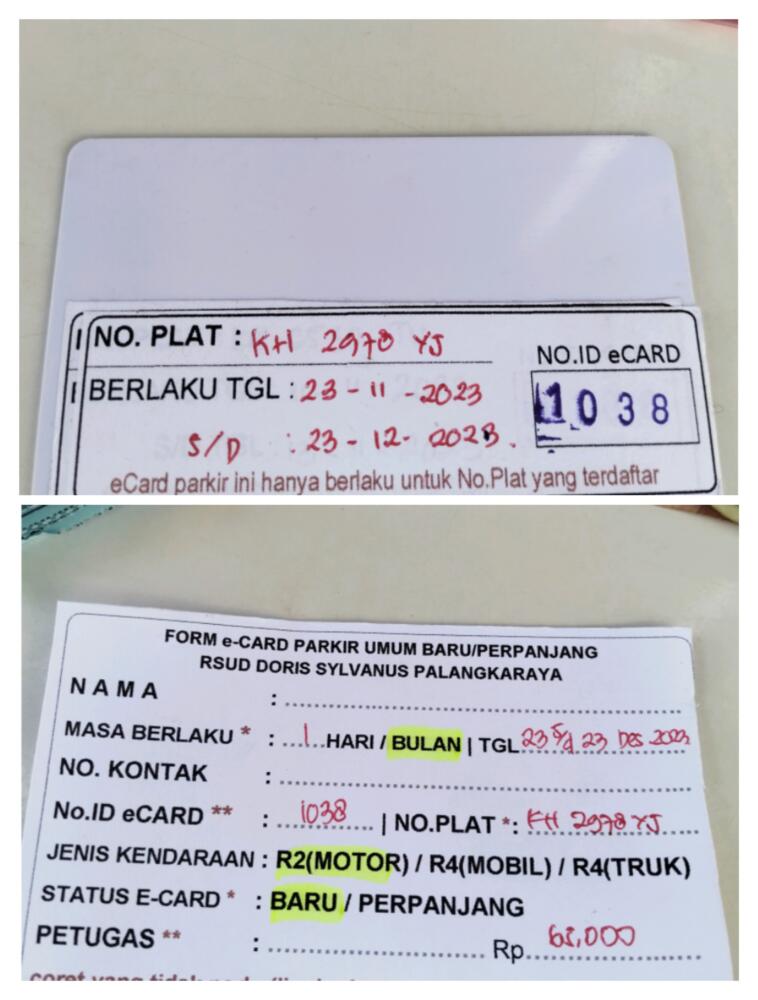 NO. PLAT : KH 2978 YJ
NO.ID eCARD
BERLAKU TGL : 23 - 11 - 2023
1038
S/D : 23 - 12 - 2023.
eCard parkir ini hanya berlaku untuk No.Plat yang terdaftar
FORM e-CARD PARKIR UMUM BARU/PERPANJANG
RSUD DORIS SYLVANUS PALANGKARAYA
NAMA : ..........
MASA BERLAKU * : ...1...HARI / BULAN | TGL 23 S/d 23 Des 2023
NO. KONTAK : ..........
No.ID eCARD ** : 1038 | NO.PLAT *: KH 2978 YJ
JENIS KENDARAAN : R2(MOTOR) / R4(MOBIL) / R4(TRUK)
STATUS E-CARD * : BARU / PERPANJANG
PETUGAS ** : .......... Rp. 65,000